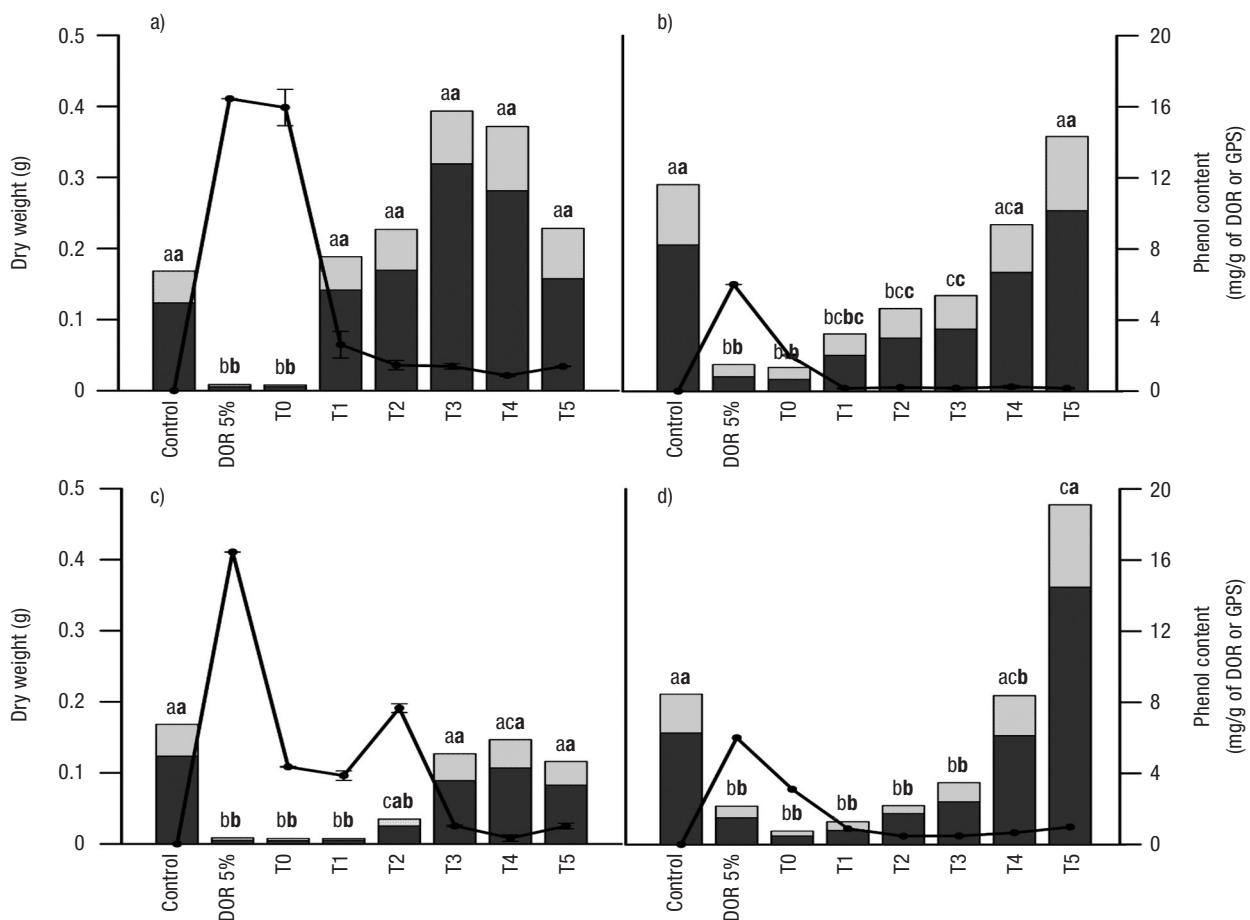 a)
b)
0.5
0.4
0.3
0.2
0.1
0
Dry weight (g)
20
16
12
8
4
0
Phenol content
(mg/g of DOR or GPS)
aa
bb
bb
aa
aa
aa
aa
aa
aa
bb
bb
bcbc
bcc
cc
aca
aa
Control
DOR 5%
T0
T1
T2
T3
T4
T5
Control
DOR 5%
T0
T1
T2
T3
T4
T5
c)
d)
0.5
0.4
0.3
0.2
0.1
0
Dry weight (g)
20
16
12
8
4
0
Phenol content
(mg/g of DOR or GPS)
aa
bb
bb
bb
cab
aa
aca
aa
aa
bb
bb
bb
bb
bb
acb
ca
Control
DOR 5%
T0
T1
T2
T3
T4
T5
Control
DOR 5%
T0
T1
T2
T3
T4
T5